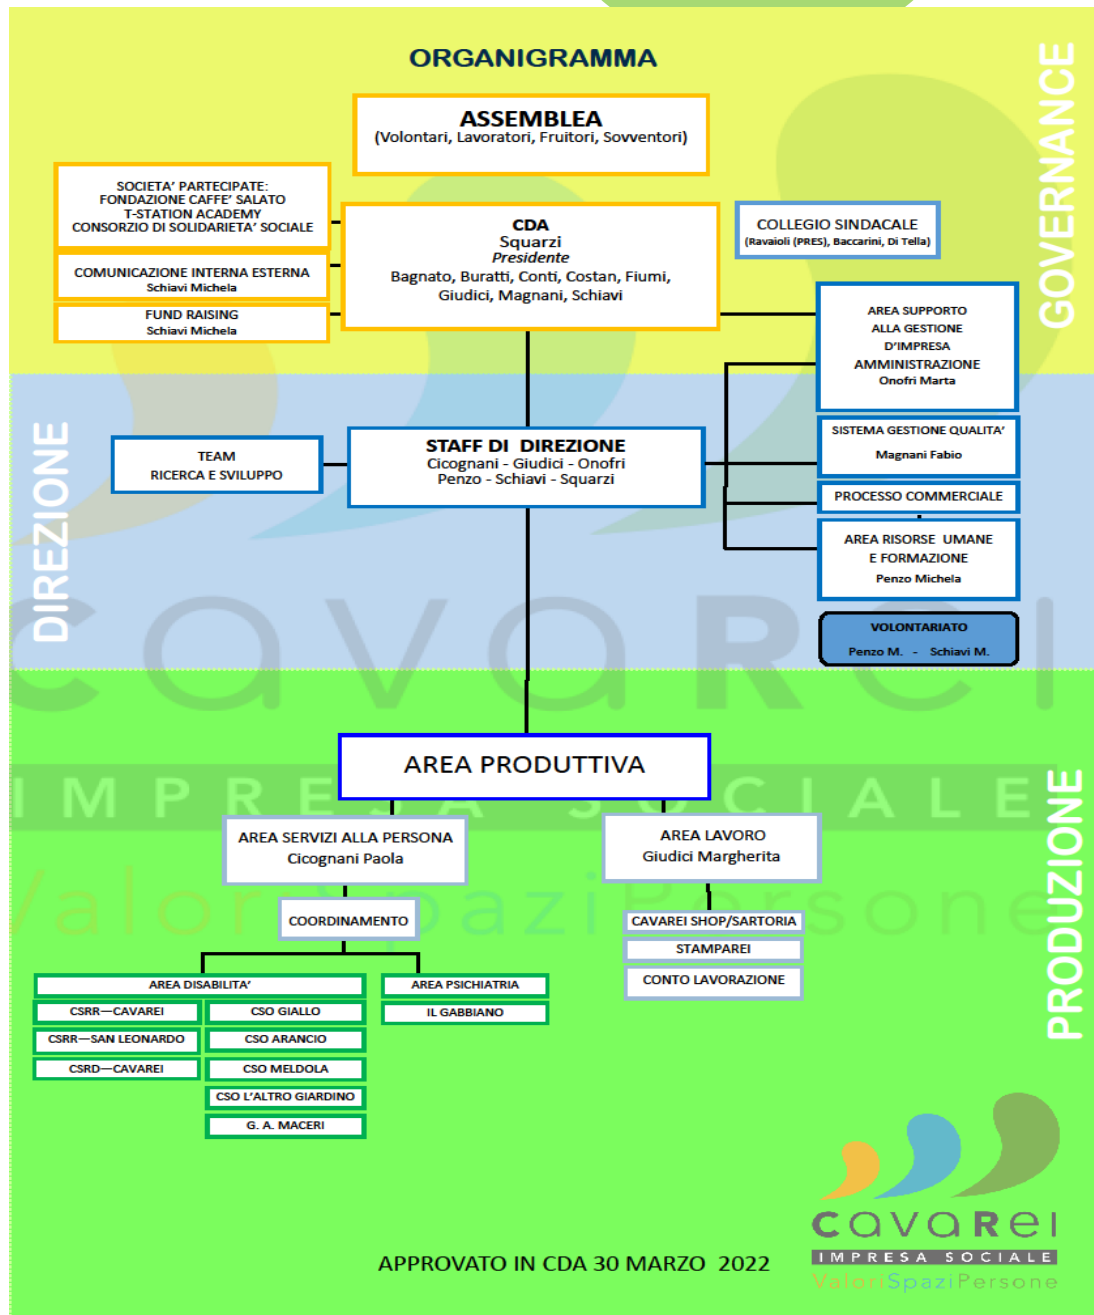 ORGANIGRAMMA
ASSEMBLEA
(Volontari, Lavoratori, Fruitori, Sovventori)
SOCIETA' PARTECIPATE:
FONDAZIONE CAFFE' SALATO
T-STATION ACADEMY
CONSORZIO DI SOLIDARIETA' SOCIALE
COMUNICAZIONE INTERNA ESTERNA
Schiavi Michela
FUND RAISING
Schiavi Michela
CDA
Squarzi
Presidente
Bagnato, Buratti, Conti, Costan, Fiumi,
Giudici, Magnani, Schiavi
COLLEGIO SINDACALE
(Ravaioli (PRES), Baccarini, Di Tella)
GOVERNANCE
AREA SUPPORTO
ALLA GESTIONE
D'IMPRESA
AMMINISTRAZIONE
Onofri Marta
DIREZIONE
TEAM
RICERCA E SVILUPPO
STAFF DI DIREZIONE
Cicognani - Giudici - Onofri
Penzo - Schiavi - Squarzi
SISTEMA GESTIONE QUALITA'
Magnani Fabio
PROCESSO COMMERCIALE
AREA RISORSE UMANE
E FORMAZIONE
Penzo Michela
VOLONTARIATO
Penzo M. - Schiavi M.
cavaRei
IMPRESA SOCIALE
ValoriSpaziPersone
AREA PRODUTTIVA
PRODUZIONE
AREA SERVIZI ALLA PERSONA
Cicognani Paola
COORDINAMENTO
AREA LAVORO
Giudici Margherita
CAVAREI SHOP/SARTORIA
STAMPAREI
CONTO LAVORAZIONE
AREA DISABILITA'
CSRR—CAVAREI
CSRR—SAN LEONARDO
CSRD—CAVAREI
CSO GIALLO
CSO ARANCIO
CSO MELDOLA
CSO L'ALTRO GIARDINO
G. A. MACERI
AREA PSICHIATRIA
IL GABBIANO
APPROVATO IN CDA 30 MARZO 2022
cavaRei
IMPRESA SOCIALE
ValoriSpaziPersone